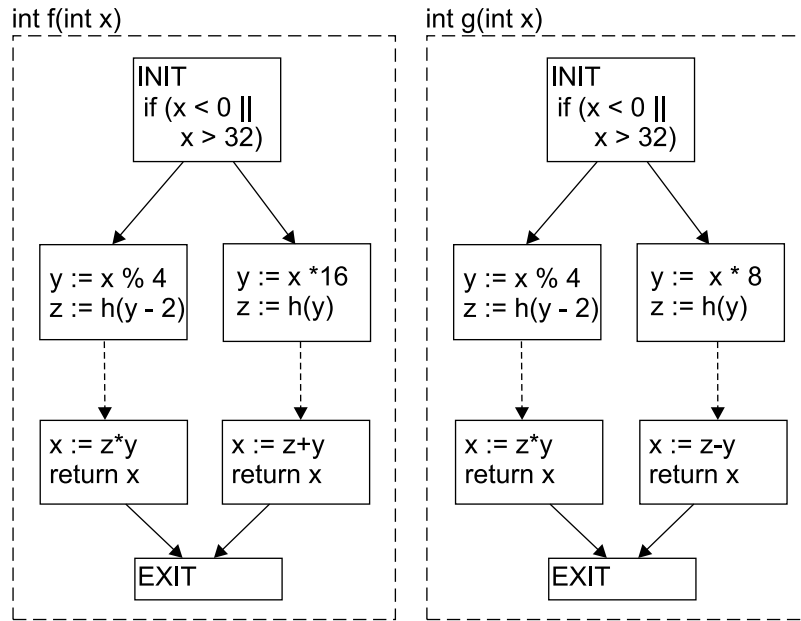 int f(int x)
INIT
if (x < 0 ||
x > 32)
y := x % 4
z := h(y - 2)
y := x *16
z := h(y)
x := z*y
return x
x := z+y
return x
EXIT
int g(int x)
INIT
if (x < 0 ||
x > 32)
y := x % 4
z := h(y - 2)
y := x * 8
z := h(y)
x := z*y
return x
x := z-y
return x
EXIT